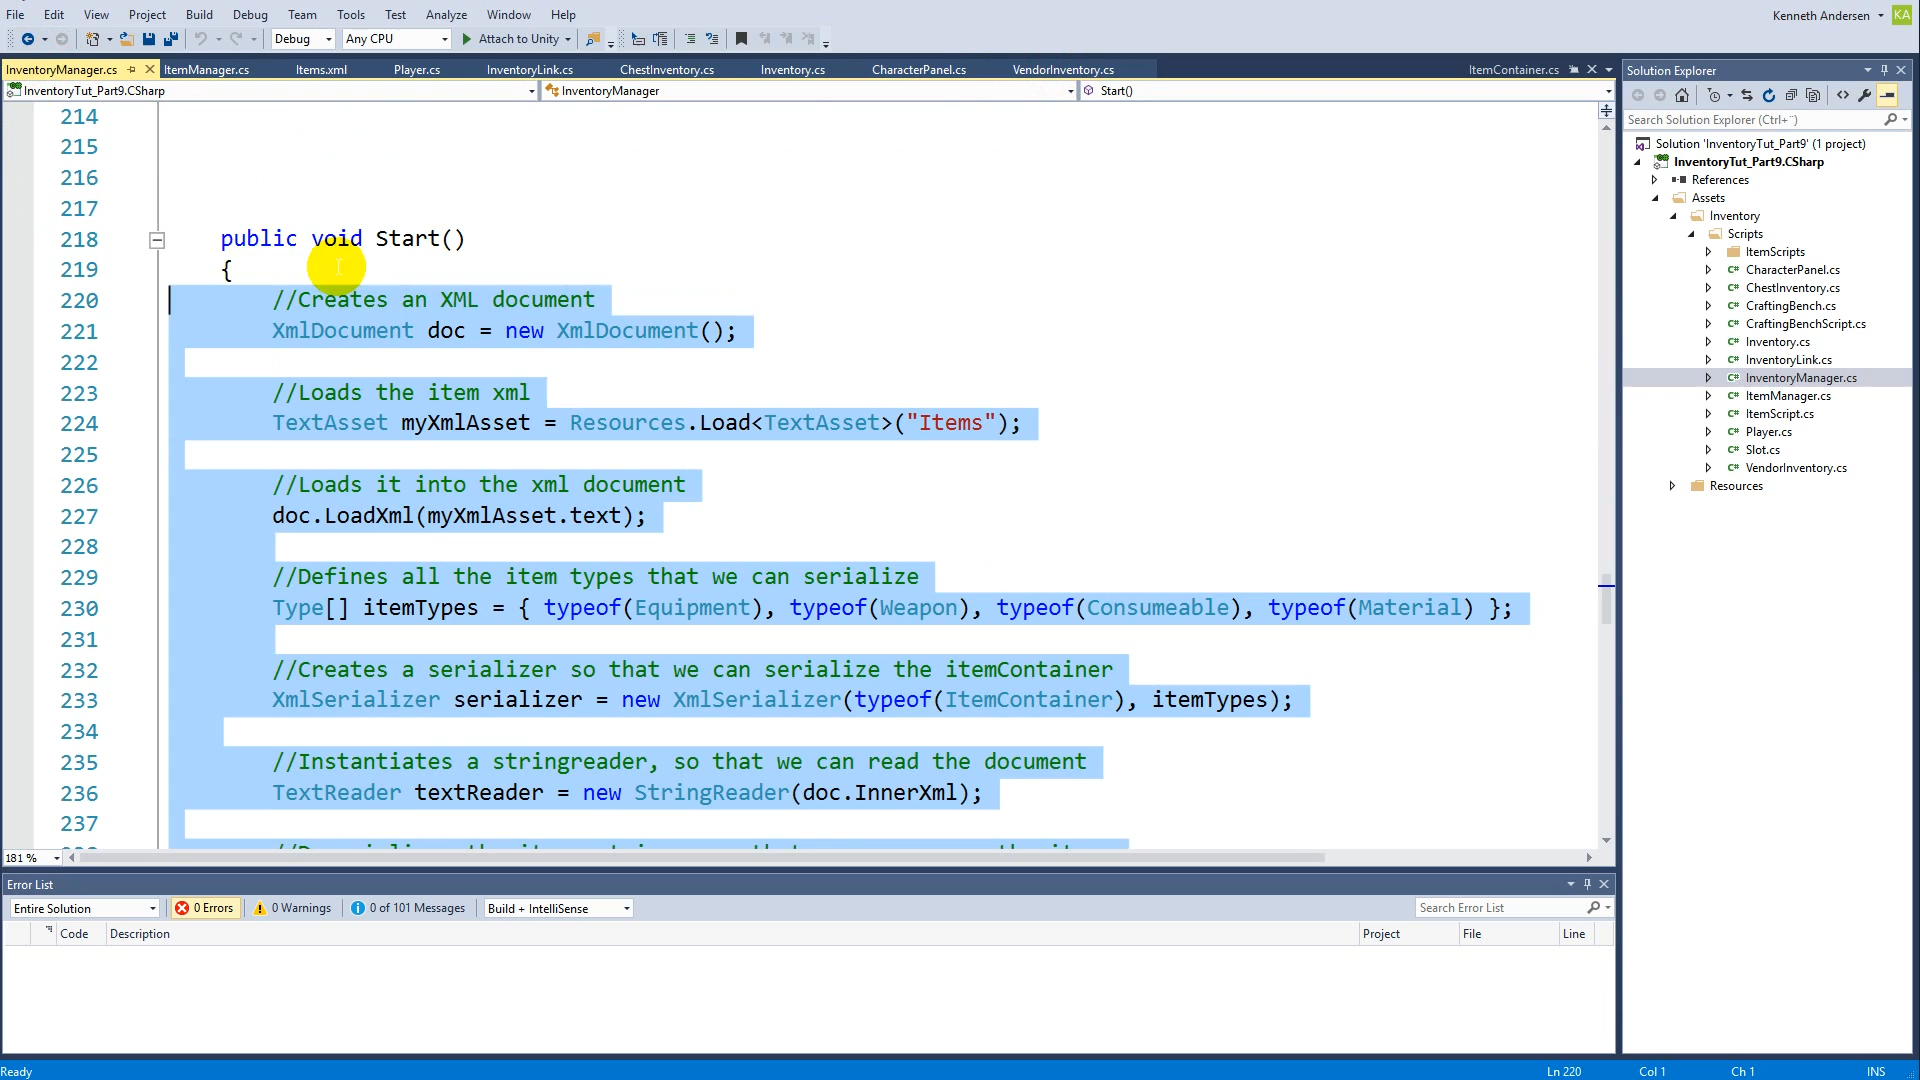 File Edit View Project Build Debug Team Tools Test Analyze Window Help
Kenneth Andersen KA
Debug Any CPU Attach to Unity
InventoryManager.cs ItemManager.cs Items.xml Player.cs InventoryLink.cs ChestInventory.cs Inventory.cs CharacterPanel.cs VendorInventory.cs ItemContainer.cs
InventoryTut_Part9.CSharp InventoryManager Start()
214
215
216
217
218 public void Start()
219 {
220 //Creates an XML document
221 XmlDocument doc = new XmlDocument();
222
223 //Loads the item xml
224 TextAsset myXmlAsset = Resources.Load<TextAsset>("Items");
225
226 //Loads it into the xml document
227 doc.LoadXml(myXmlAsset.text);
228
229 //Defines all the item types that we can serialize
230 Type[] itemTypes = { typeof(Equipment), typeof(Weapon), typeof(Consumeable), typeof(Material) };
231
232 //Creates a serializer so that we can serialize the itemContainer
233 XmlSerializer serializer = new XmlSerializer(typeof(ItemContainer), itemTypes);
234
235 //Instantiates a stringreader, so that we can read the document
236 TextReader textReader = new StringReader(doc.InnerXml);
237
181 %
Solution Explorer
Search Solution Explorer (Ctrl+¨)
Solution 'InventoryTut_Part9' (1 project)
InventoryTut_Part9.CSharp
References
Assets
Inventory
Scripts
ItemScripts
C# CharacterPanel.cs
C# ChestInventory.cs
C# CraftingBench.cs
C# CraftingBenchScript.cs
C# Inventory.cs
C# InventoryLink.cs
C# InventoryManager.cs
C# ItemManager.cs
C# ItemScript.cs
C# Player.cs
C# Slot.cs
C# VendorInventory.cs
Resources
Error List
Entire Solution 0 Errors 0 Warnings 0 of 101 Messages Build + IntelliSense Search Error List
Code Description Project File Line
Ready Ln 220 Col 1 Ch 1 INS